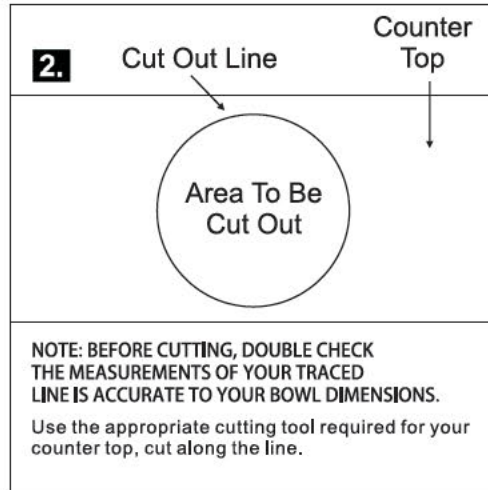 2.
Cut Out Line
Counter
Top
Area To Be
Cut Out
NOTE: BEFORE CUTTING, DOUBLE CHECK
THE MEASUREMENTS OF YOUR TRACED
LINE IS ACCURATE TO YOUR BOWL DIMENSIONS.
Use the appropriate cutting tool required for your
counter top, cut along the line.